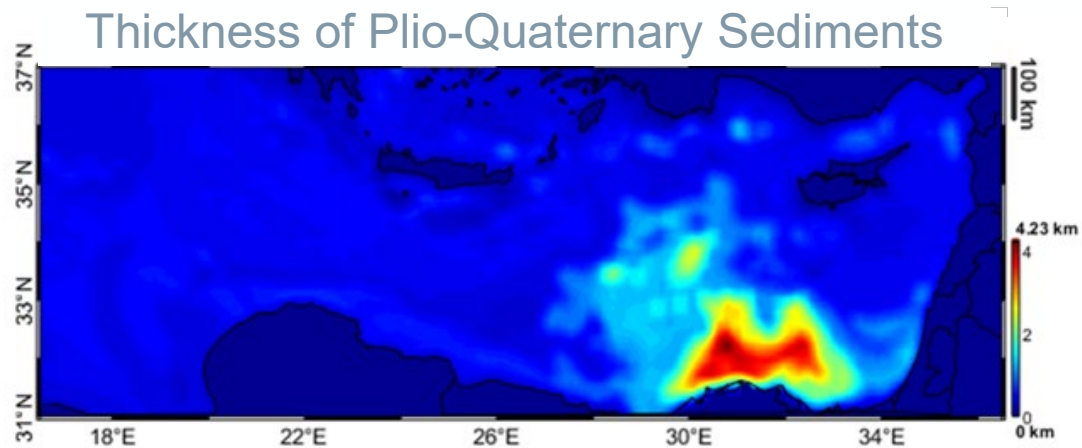 Thickness of Plio-Quaternary Sediments
37°N
35°N
33°N
31°N
100 km
4.23 km
4
2
0
0 km
18°E
22°E
26°E
30°E
34°E